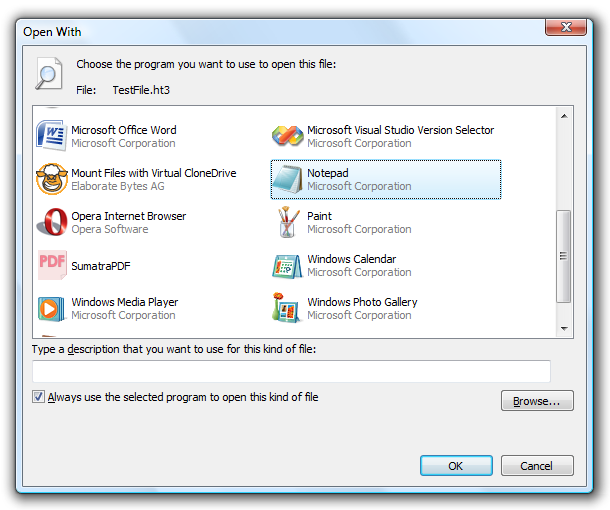 Open With
Choose the program you want to use to open this file:
File: TestFile.ht3
Microsoft Office Word
Microsoft Corporation
Microsoft Visual Studio Version Selector
Microsoft Corporation
Mount Files with Virtual CloneDrive
Elaborate Bytes AG
Notepad
Microsoft Corporation
Opera Internet Browser
Opera Software
Paint
Microsoft Corporation
PDF
SumatraPDF
Windows Calendar
Microsoft Corporation
Windows Media Player
Microsoft Corporation
Windows Photo Gallery
Microsoft Corporation
Type a description that you want to use for this kind of file:
Always use the selected program to open this kind of file
Browse...
OK
Cancel